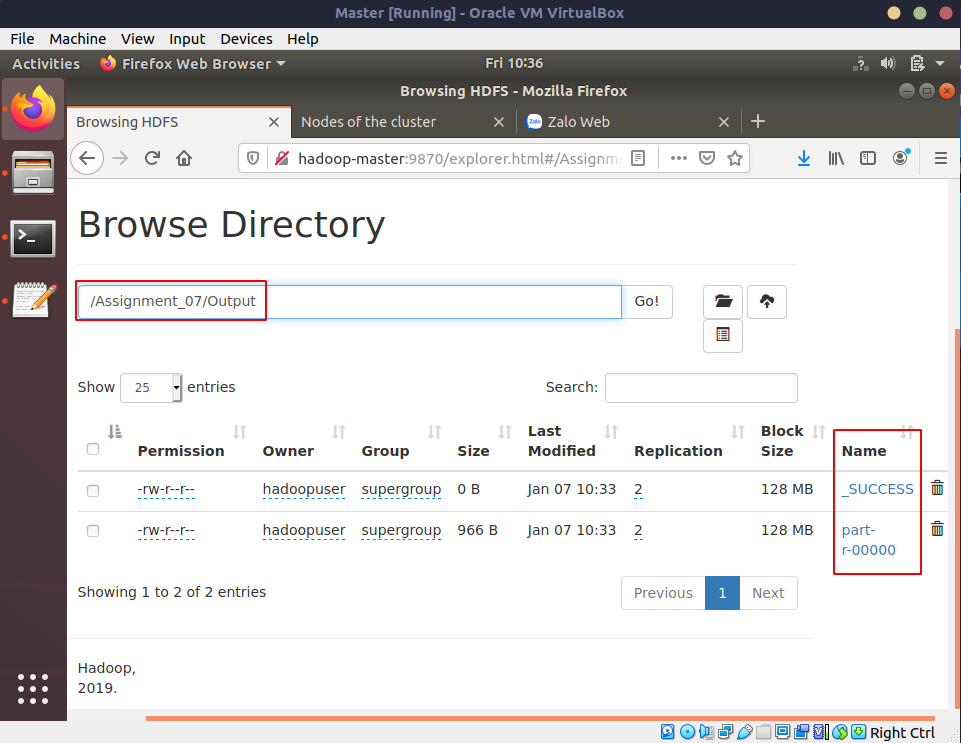 Master [Running] - Oracle VM VirtualBox
File Machine View Input Devices Help
Activities Firefox Web Browser Fri 10:36
Browsing HDFS - Mozilla Firefox
Browsing HDFS Nodes of the cluster Zalo Zalo Web
hadoop-master:9870/explorer.html#/Assignm
Browse Directory
/Assignment_07/Output Go!
Show 25 entries Search:
Permission Owner Group Size Last Modified Replication Block Size Name
-rw-r--r-- hadoopuser supergroup 0 B Jan 07 10:33 2 128 MB _SUCCESS
-rw-r--r-- hadoopuser supergroup 966 B Jan 07 10:33 2 128 MB part-
r-00000
Showing 1 to 2 of 2 entries Previous 1 Next
Hadoop,
2019.
Right Ctrl